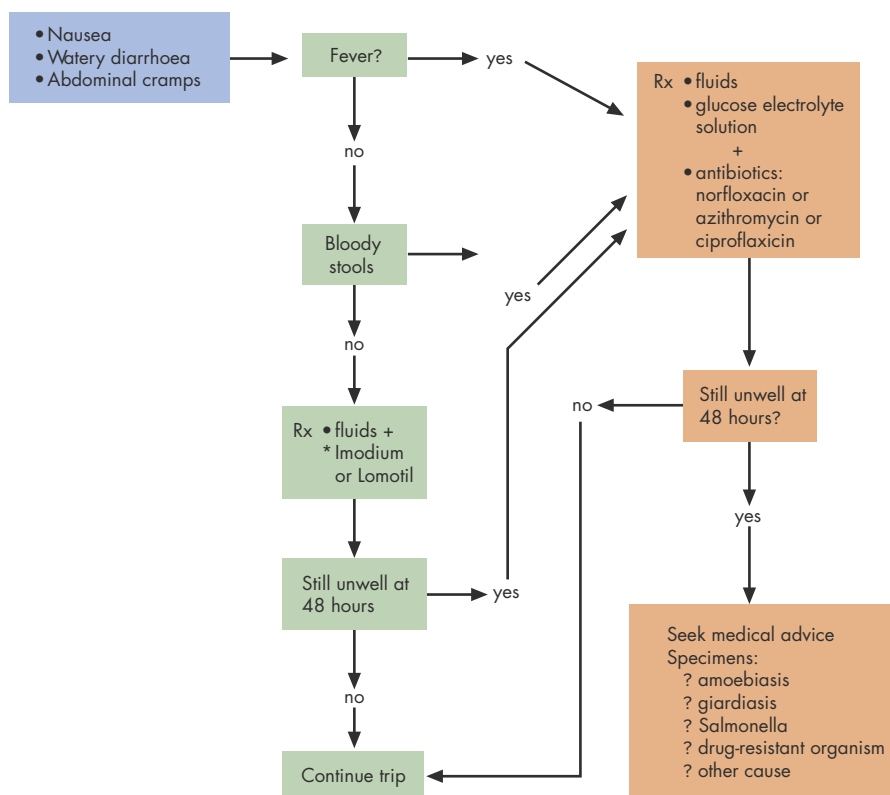 • Nausea
• Watery diarrhoea
• Abdominal cramps
Fever?
yes
no
Rx • fluids
• glucose electrolyte
solution
+
• antibiotics:
norfloxacin or
azithromycin or
ciproflaxicin
Bloody
stools
yes
no
Rx • fluids +
* Imodium
or Lomotil
Still unwell at
48 hours?
no
yes
Still unwell at
48 hours
yes
no
Continue trip
Seek medical advice
Specimens:
? amoebiasis
? giardiasis
? Salmonella
? drug-resistant organism
? other cause